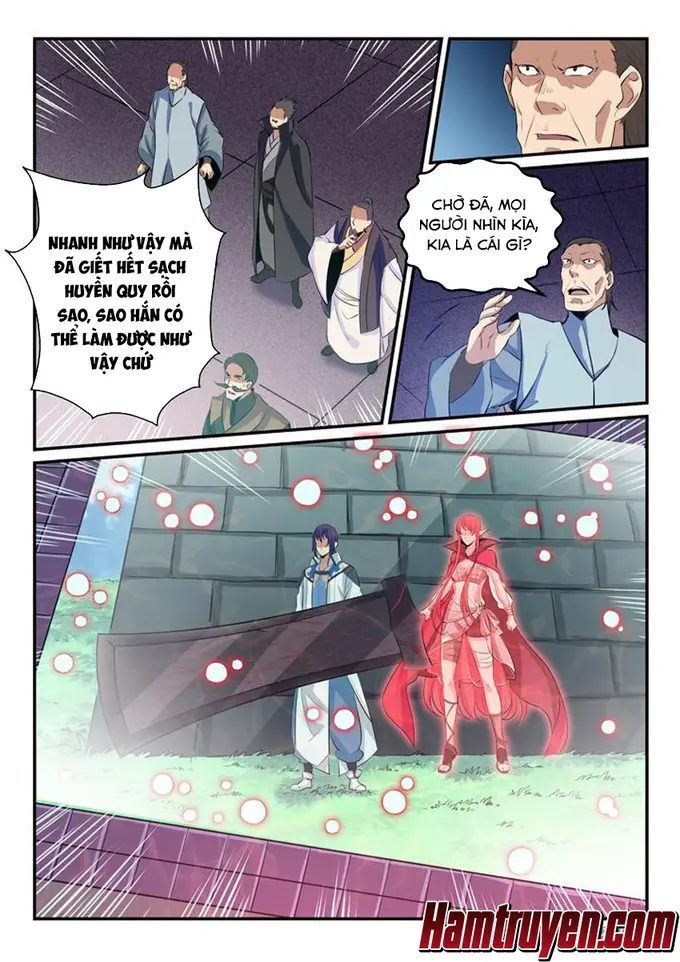 NHANH NHƯ VẬY MÀ
ĐÃ GIẾT HẾT SẠCH
HUYỀN QUY RỒI
SAO, SAO HẮN CÓ
THỂ LÀM ĐƯỢC NHƯ
VẬY CHỨ
CHỜ ĐÃ, MỌI
NGƯỜI NHÌN KÌA,
KIA LÀ CÁI GÌ?
Hamtruyen.com